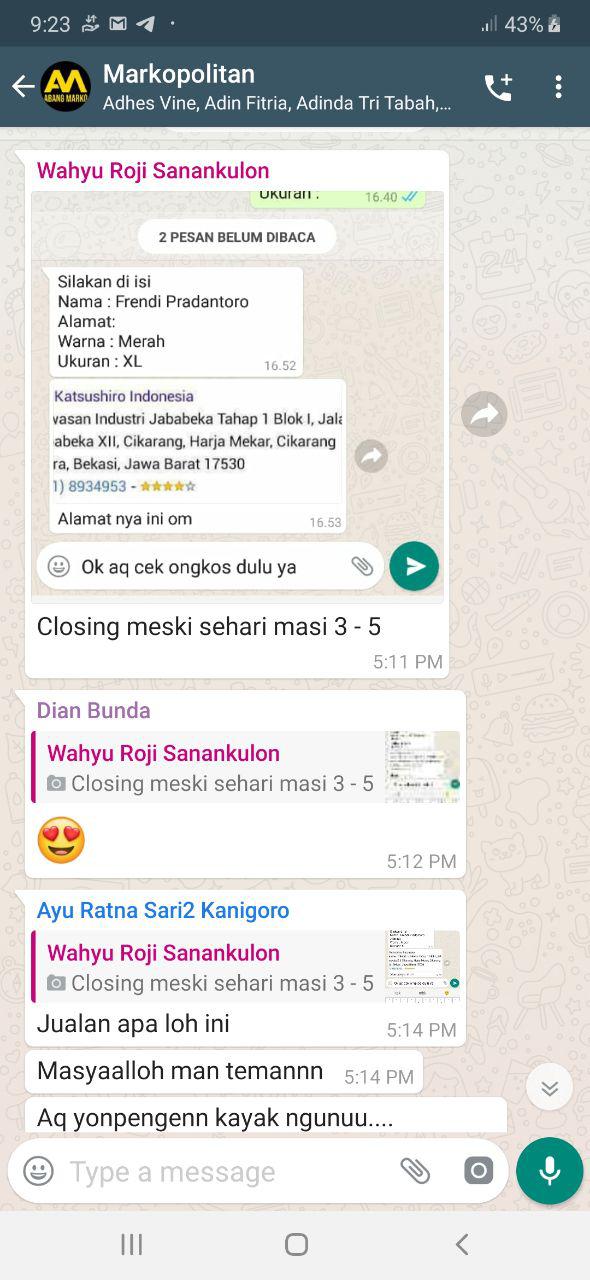 9:23
43%
Markopolitan
Adhes Vine, Adin Fitria, Adinda Tri Tabah,...
ABANG MARKO
Wahyu Roji Sanankulon
Ukuran :
16.40
2 PESAN BELUM DIBACA
Silakan di isi
Nama : Frendi Pradantoro
Alamat:
Warna : Merah
Ukuran : XL
16.52
Katsushiro Indonesia
wasan Industri Jababeka Tahap 1 Blok I, Jala
abeka XII, Cikarang, Harja Mekar, Cikarang
ra, Bekasi, Jawa Barat 17530
1) 8934953 - ★★★★☆
Alamat nya ini om
16.53
Ok aq cek ongkos dulu ya
Closing meski sehari masi 3 - 5
5:11 PM
24
Dian Bunda
Wahyu Roji Sanankulon
Closing meski sehari masi 3 - 5
😍
5:12 PM
Ayu Ratna Sari2 Kanigoro
Wahyu Roji Sanankulon
Closing meski sehari masi 3 - 5
Jualan apa loh ini
5:14 PM
Masyaalloh man temannn
5:14 PM
Aq yonpengenn kayak ngunuu....
Type a message